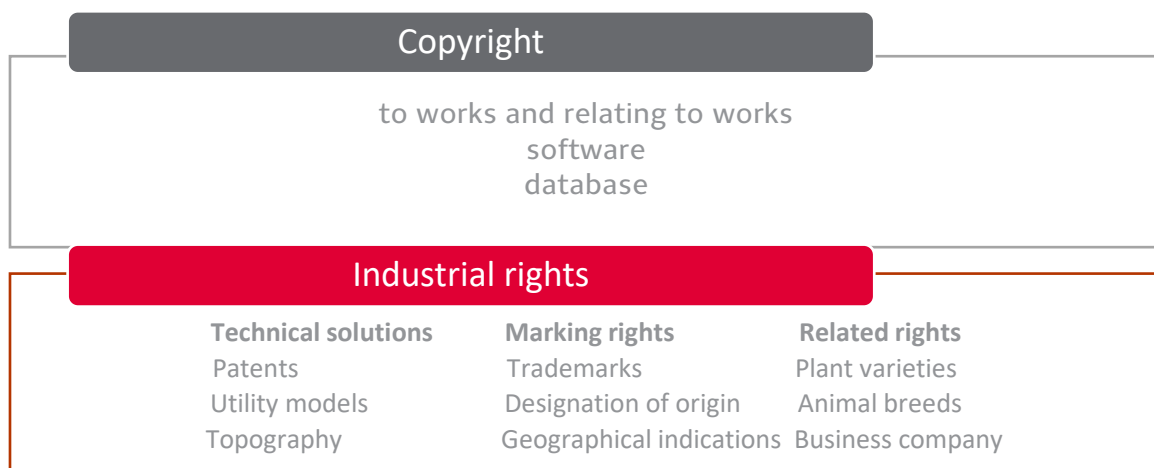 Copyright
to works and relating to works
software
database
Industrial rights
Technical solutions Marking rights Related rights
Patents Trademarks Plant varieties
Utility models Designation of origin Animal breeds
Topography Geographical indications Business company